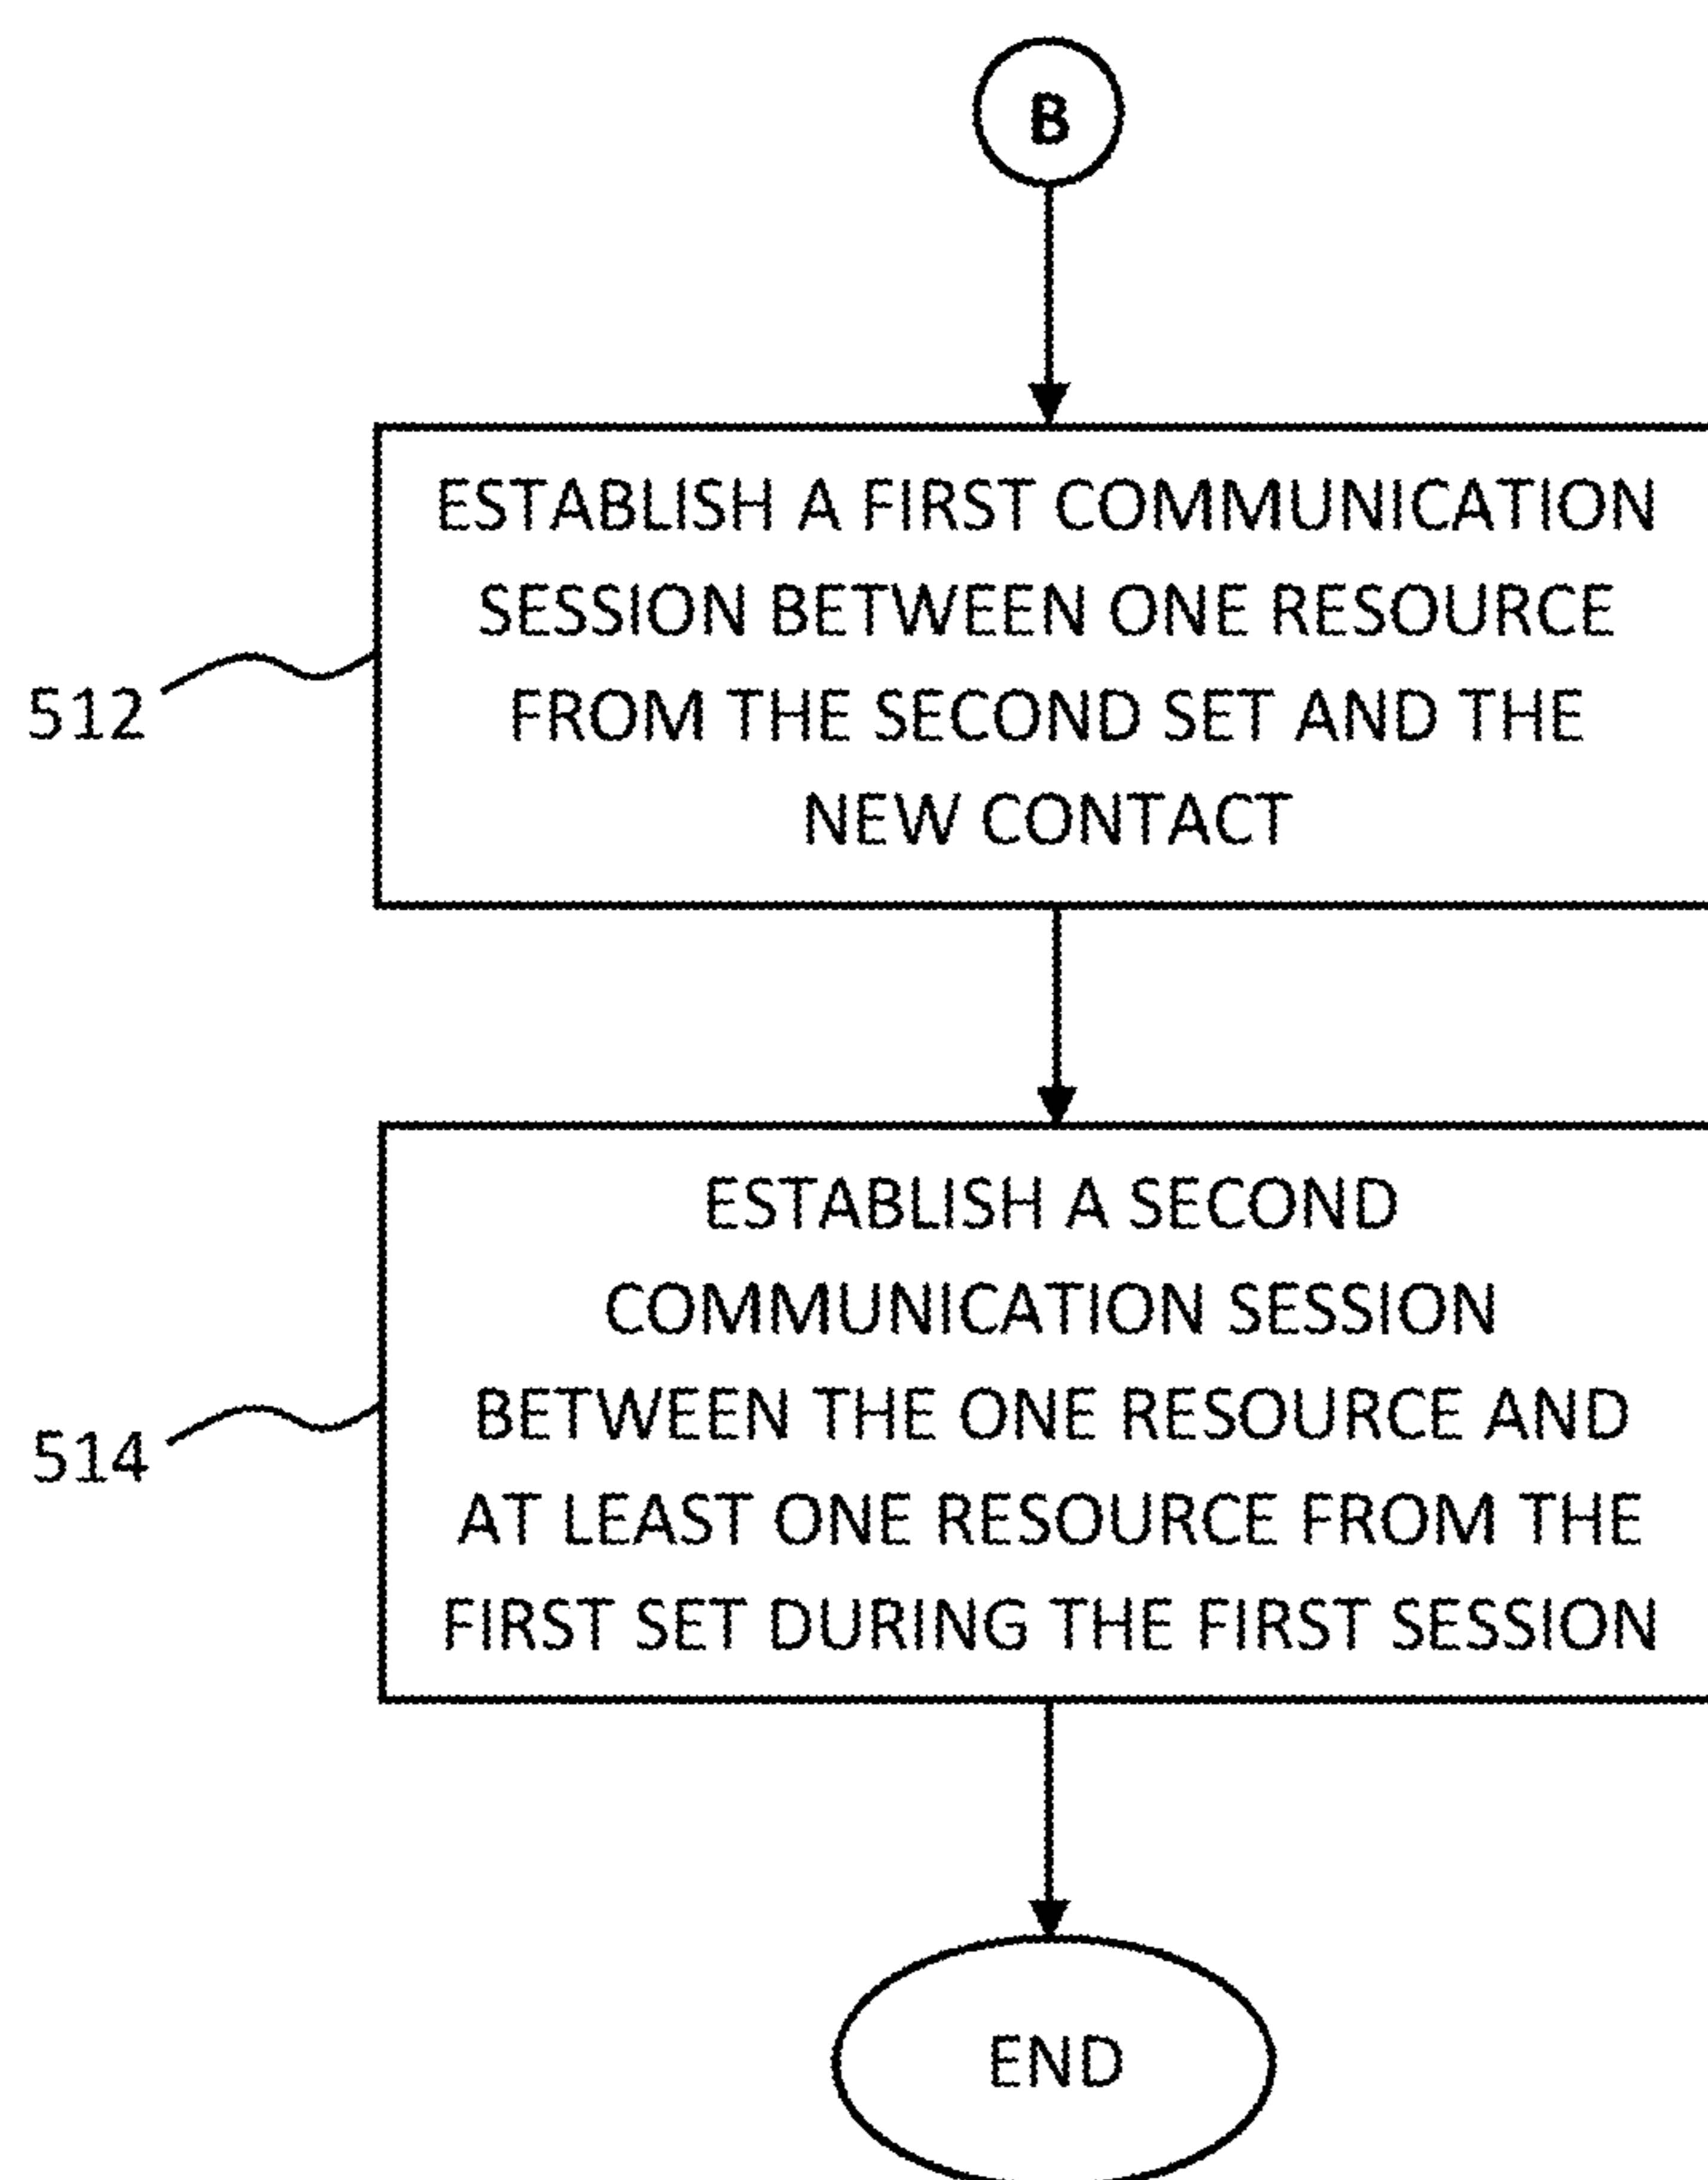 B
ESTABLISH A FIRST COMMUNICATION
SESSION BETWEEN ONE RESOURCE
FROM THE SECOND SET AND THE
NEW CONTACT
512
ESTABLISH A SECOND
COMMUNICATION SESSION
BETWEEN THE ONE RESOURCE AND
AT LEAST ONE RESOURCE FROM THE
FIRST SET DURING THE FIRST SESSION
514
END